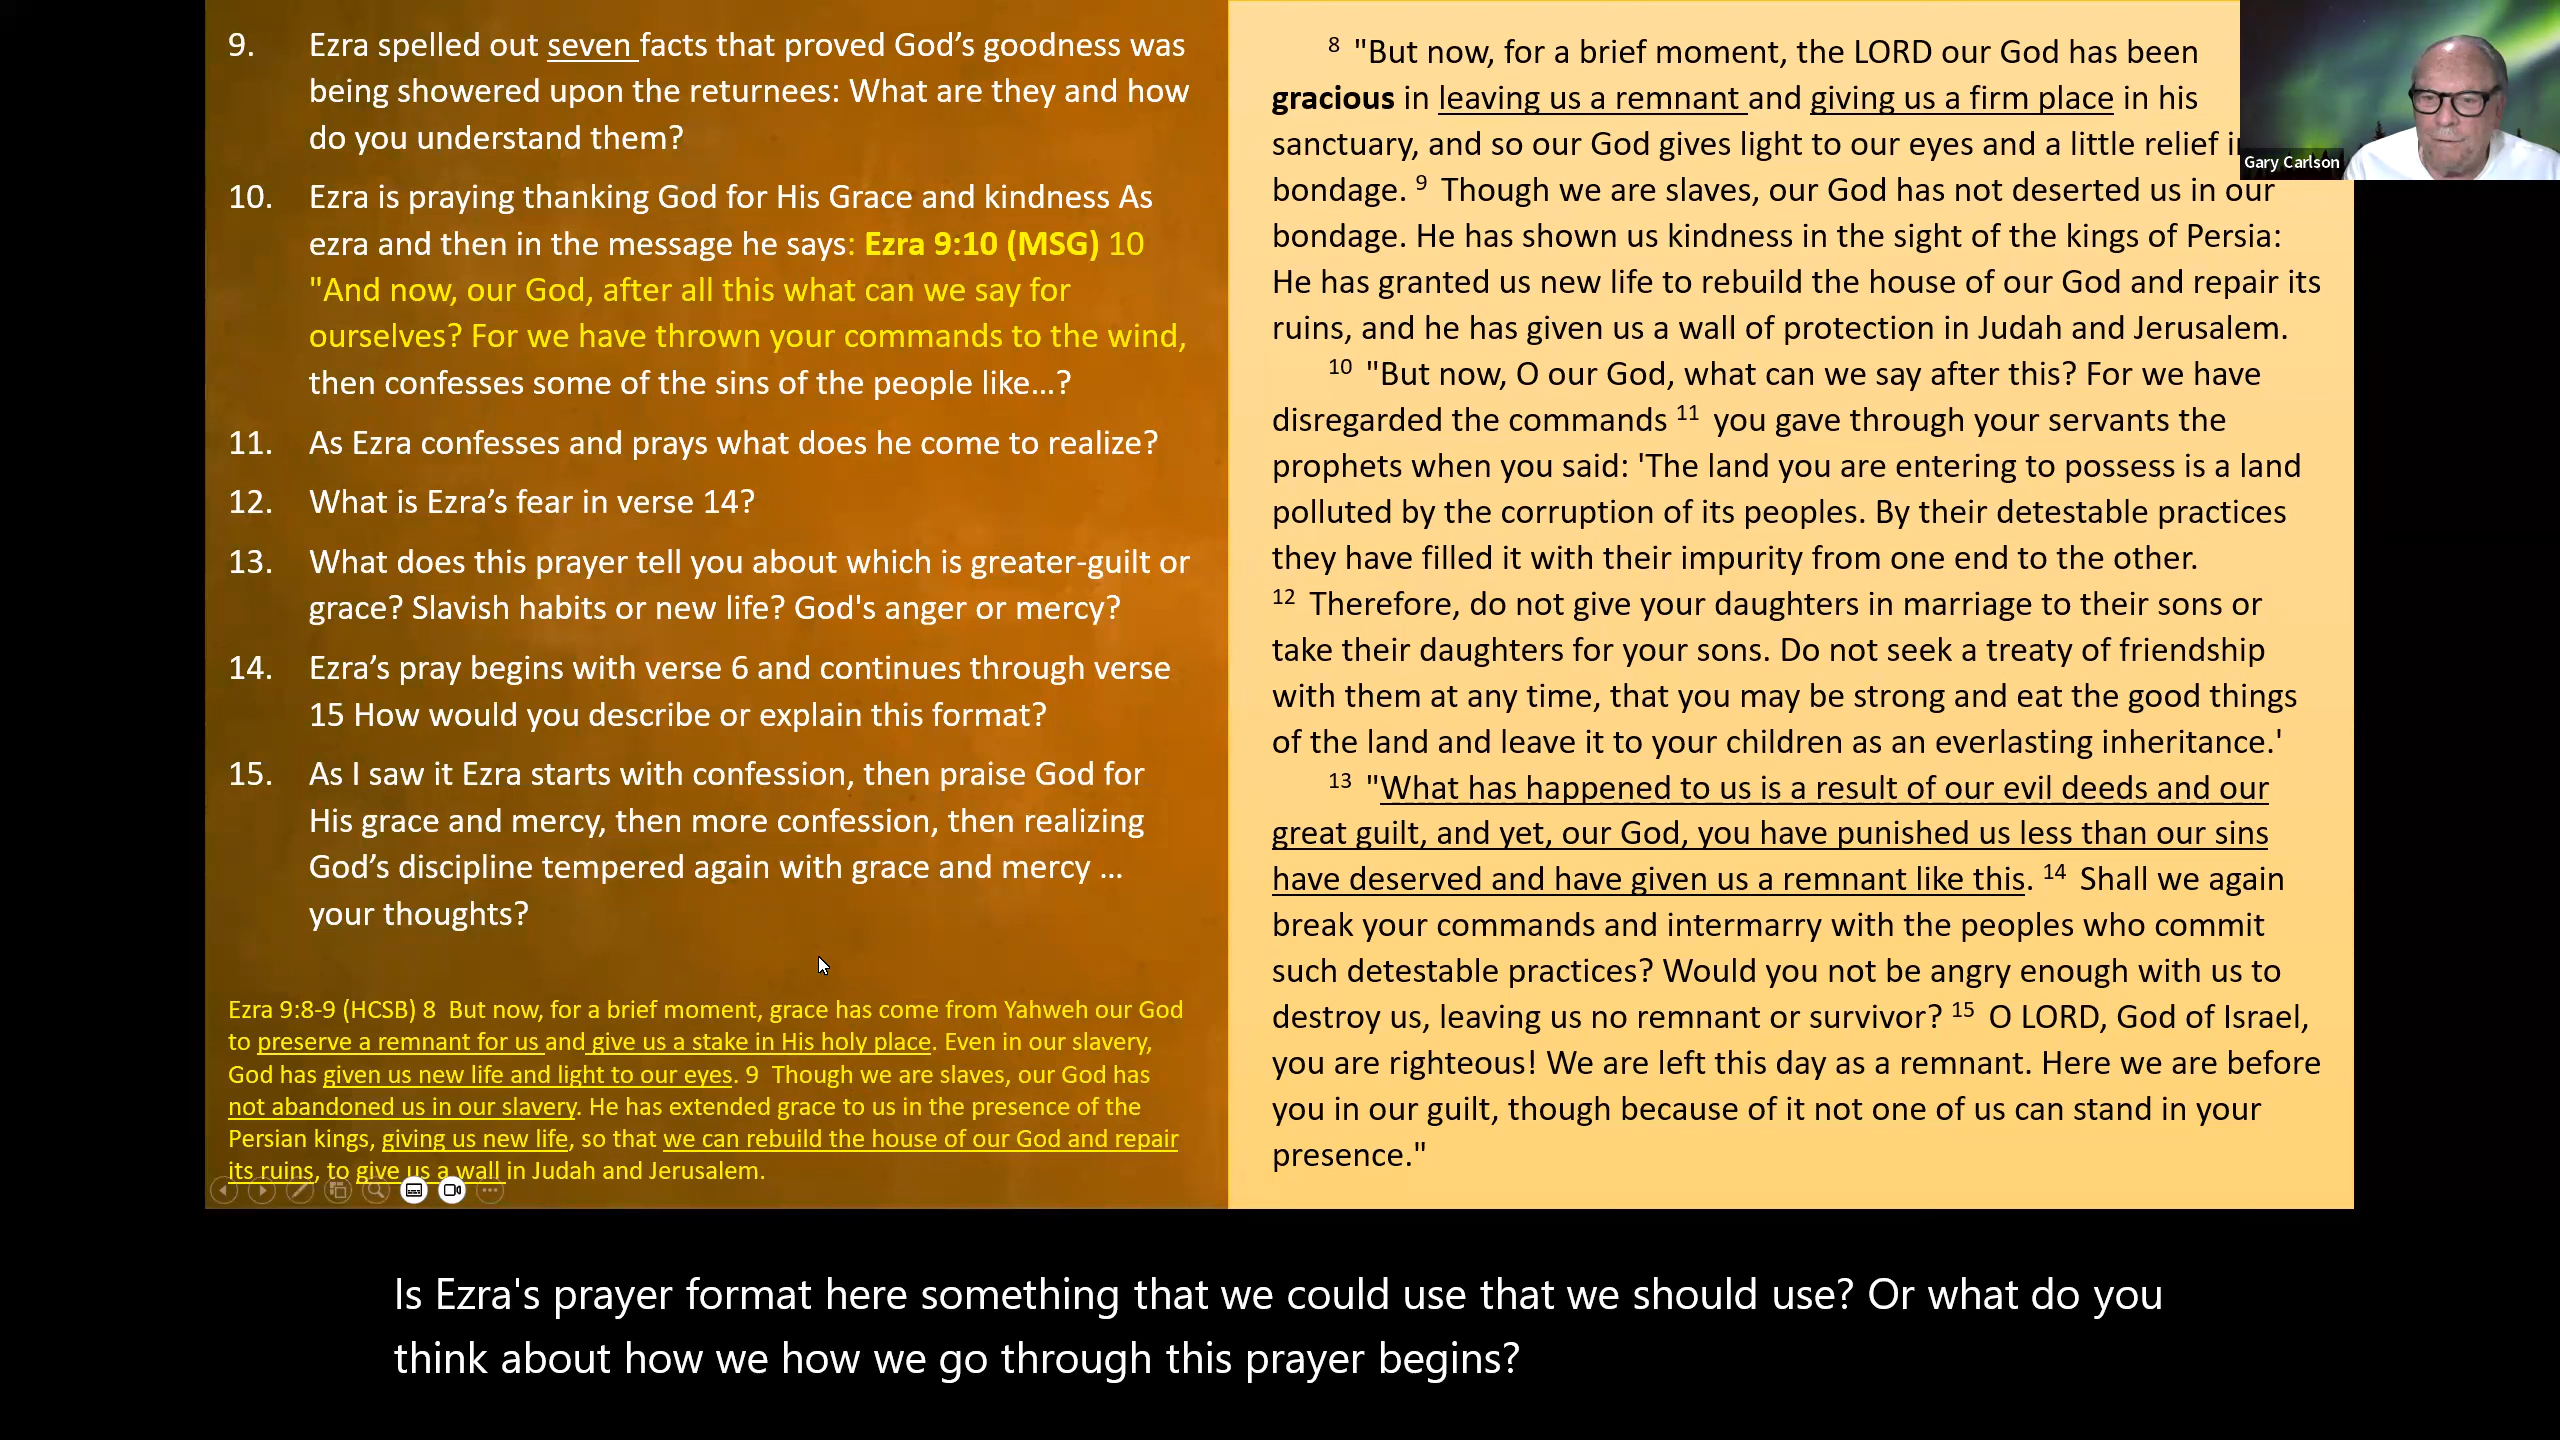 9. Ezra spelled out seven facts that proved God’s goodness was
being showered upon the returnees: What are they and how
do you understand them?
10. Ezra is praying thanking God for His Grace and kindness As
ezra and then in the message he says: Ezra 9:10 (MSG) 10
"And now, our God, after all this what can we say for
ourselves? For we have thrown your commands to the wind,
then confesses some of the sins of the people like…?
11. As Ezra confesses and prays what does he come to realize?
12. What is Ezra’s fear in verse 14?
13. What does this prayer tell you about which is greater-guilt or
grace? Slavish habits or new life? God's anger or mercy?
14. Ezra’s pray begins with verse 6 and continues through verse
15 How would you describe or explain this format?
15. As I saw it Ezra starts with confession, then praise God for
His grace and mercy, then more confession, then realizing
God’s discipline tempered again with grace and mercy …
your thoughts?
Ezra 9:8-9 (HCSB) 8 But now, for a brief moment, grace has come from Yahweh our God
to preserve a remnant for us and give us a stake in His holy place. Even in our slavery,
God has given us new life and light to our eyes. 9 Though we are slaves, our God has
not abandoned us in our slavery. He has extended grace to us in the presence of the
Persian kings, giving us new life, so that we can rebuild the house of our God and repair
its ruins, to give us a wall in Judah and Jerusalem.
8 "But now, for a brief moment, the LORD our God has been
gracious in leaving us a remnant and giving us a firm place in his
sanctuary, and so our God gives light to our eyes and a little relief
bondage. 9 Though we are slaves, our God has not deserted us in our
bondage. He has shown us kindness in the sight of the kings of Persia:
He has granted us new life to rebuild the house of our God and repair its
ruins, and he has given us a wall of protection in Judah and Jerusalem.
10 "But now, O our God, what can we say after this? For we have
disregarded the commands 11 you gave through your servants the
prophets when you said: 'The land you are entering to possess is a land
polluted by the corruption of its peoples. By their detestable practices
they have filled it with their impurity from one end to the other.
12 Therefore, do not give your daughters in marriage to their sons or
take their daughters for your sons. Do not seek a treaty of friendship
with them at any time, that you may be strong and eat the good things
of the land and leave it to your children as an everlasting inheritance.'
13 "What has happened to us is a result of our evil deeds and our
great guilt, and yet, our God, you have punished us less than our sins
have deserved and have given us a remnant like this. 14 Shall we again
break your commands and intermarry with the peoples who commit
such detestable practices? Would you not be angry enough with us to
destroy us, leaving us no remnant or survivor? 15 O LORD, God of Israel,
you are righteous! We are left this day as a remnant. Here we are before
you in our guilt, though because of it not one of us can stand in your
presence."
Gary Carlson
Is Ezra's prayer format here something that we could use that we should use? Or what do you
think about how we how we go through this prayer begins?